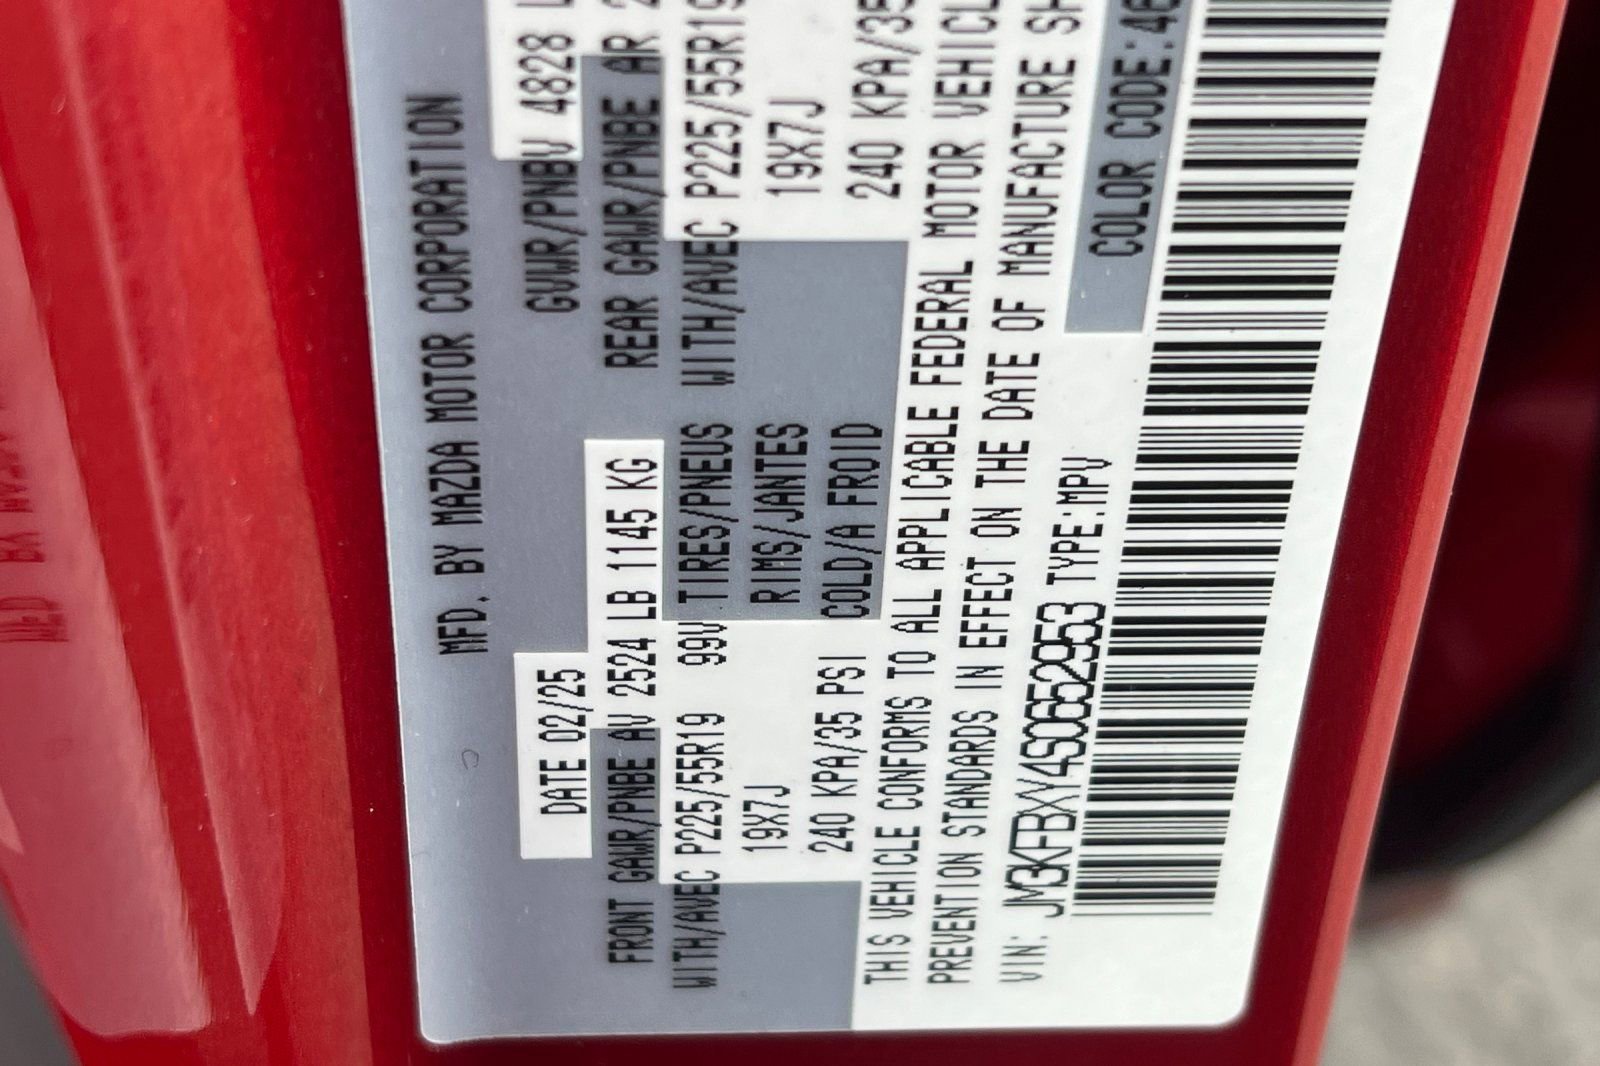 MFD. BY MAZDA MOTOR CORPORATION
DATE 02/25 GVWR/PNBV 4828
FRONT GAWR/PNBE AV 2524 LB 1145 KG REAR GAWR/PNBE AR
WITH/AVEC P225/55R19 99V TIRES/PNEUS WITH/AVEC P225/55R19
19X7J RIMS/JANTES 19X7J
240 KPA/35 PSI COLD/A FROID 240 KPA/35
THIS VEHICLE CONFORMS TO ALL APPLICABLE FEDERAL MOTOR VEHICL
PREVENTION STANDARDS IN EFFECT ON THE DATE OF MANUFACTURE SH
VIN: JM3KFBXY4S0652953 TYPE:MPV COLOR CODE:46